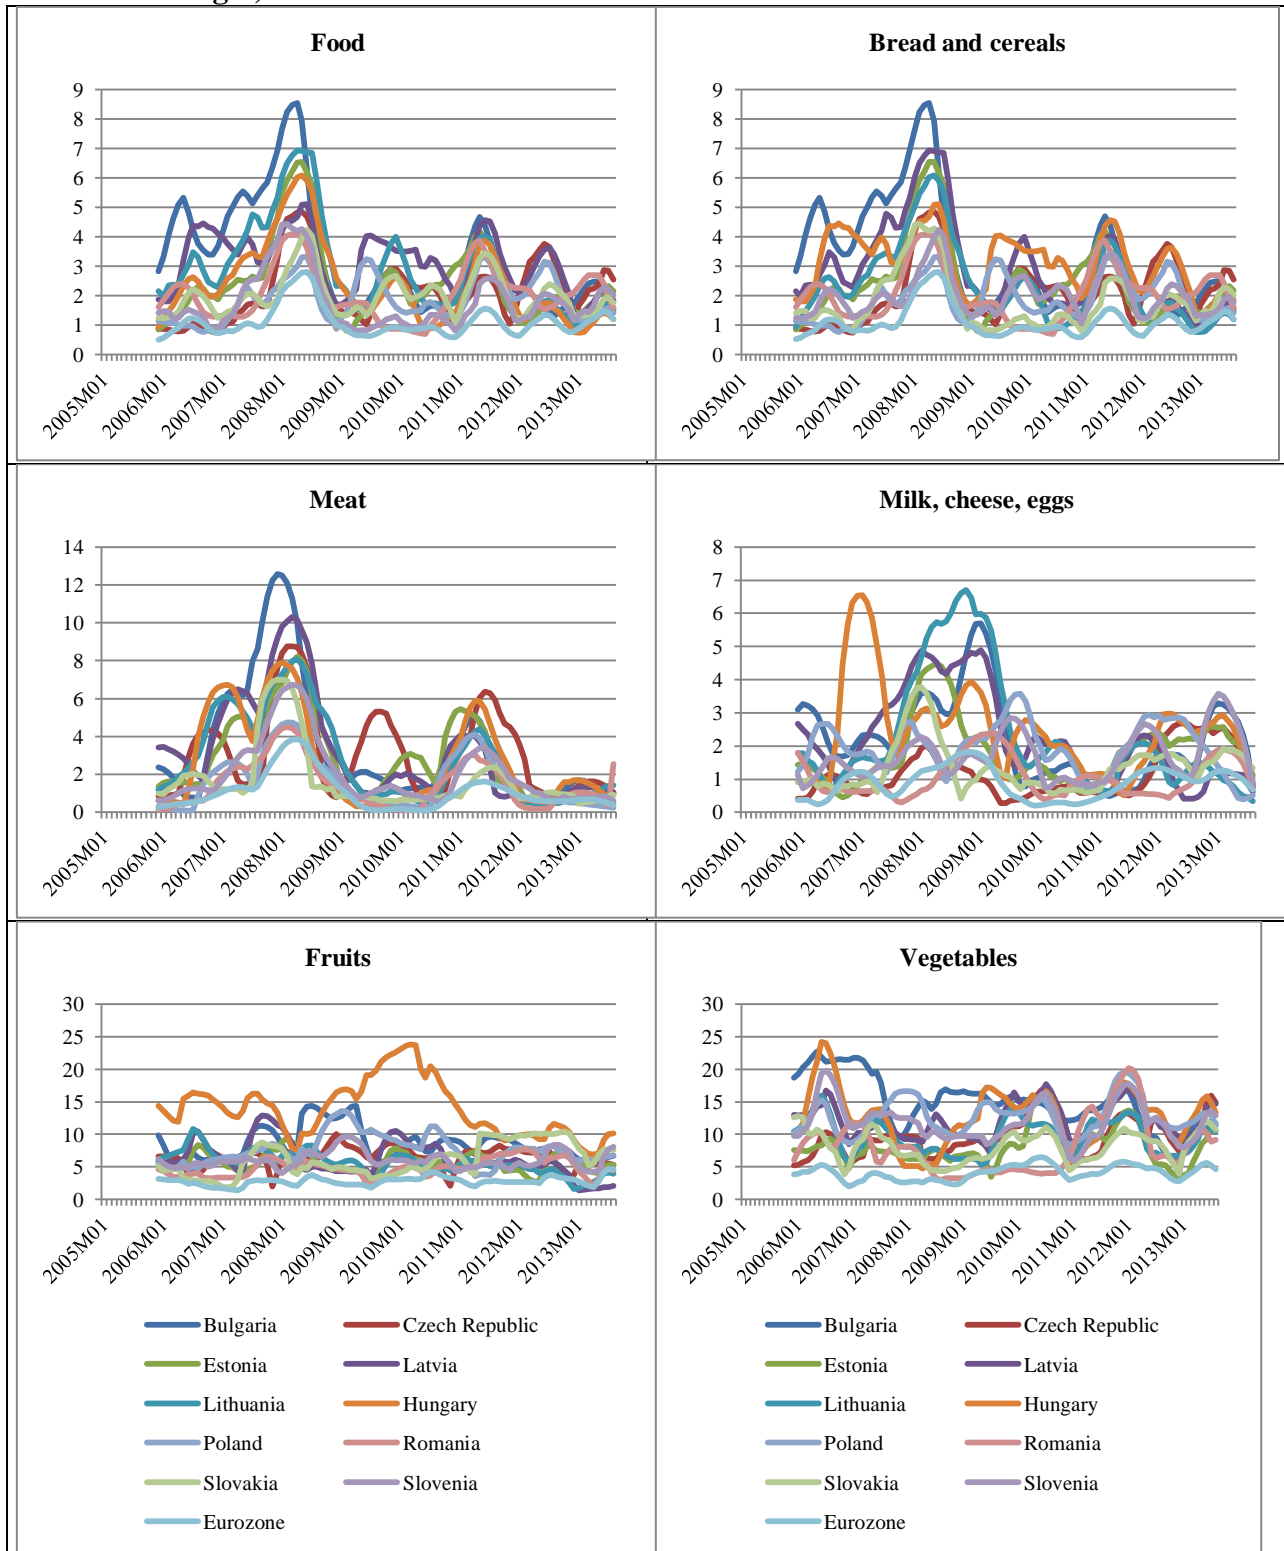 Food
9
8
7
6
5
4
3
2
1
0
2005M01
2006M01
2007M01
2008M01
2009M01
2010M01
2011M01
2012M01
2013M01
Bread and cereals
9
8
7
6
5
4
3
2
1
0
2005M01
2006M01
2007M01
2008M01
2009M01
2010M01
2011M01
2012M01
2013M01
Meat
14
12
10
8
6
4
2
0
2005M01
2006M01
2007M01
2008M01
2009M01
2010M01
2011M01
2012M01
2013M01
Milk, cheese, eggs
8
7
6
5
4
3
2
1
0
2005M01
2006M01
2007M01
2008M01
2009M01
2010M01
2011M01
2012M01
2013M01
Fruits
30
25
20
15
10
5
0
2005M01
2006M01
2007M01
2008M01
2009M01
2010M01
2011M01
2012M01
2013M01
Bulgaria
Czech Republic
Estonia
Latvia
Lithuania
Hungary
Poland
Romania
Slovakia
Slovenia
Eurozone
Vegetables
30
25
20
15
10
5
0
2005M01
2006M01
2007M01
2008M01
2009M01
2010M01
2011M01
2012M01
2013M01
Bulgaria
Czech Republic
Estonia
Latvia
Lithuania
Hungary
Poland
Romania
Slovakia
Slovenia
Eurozone